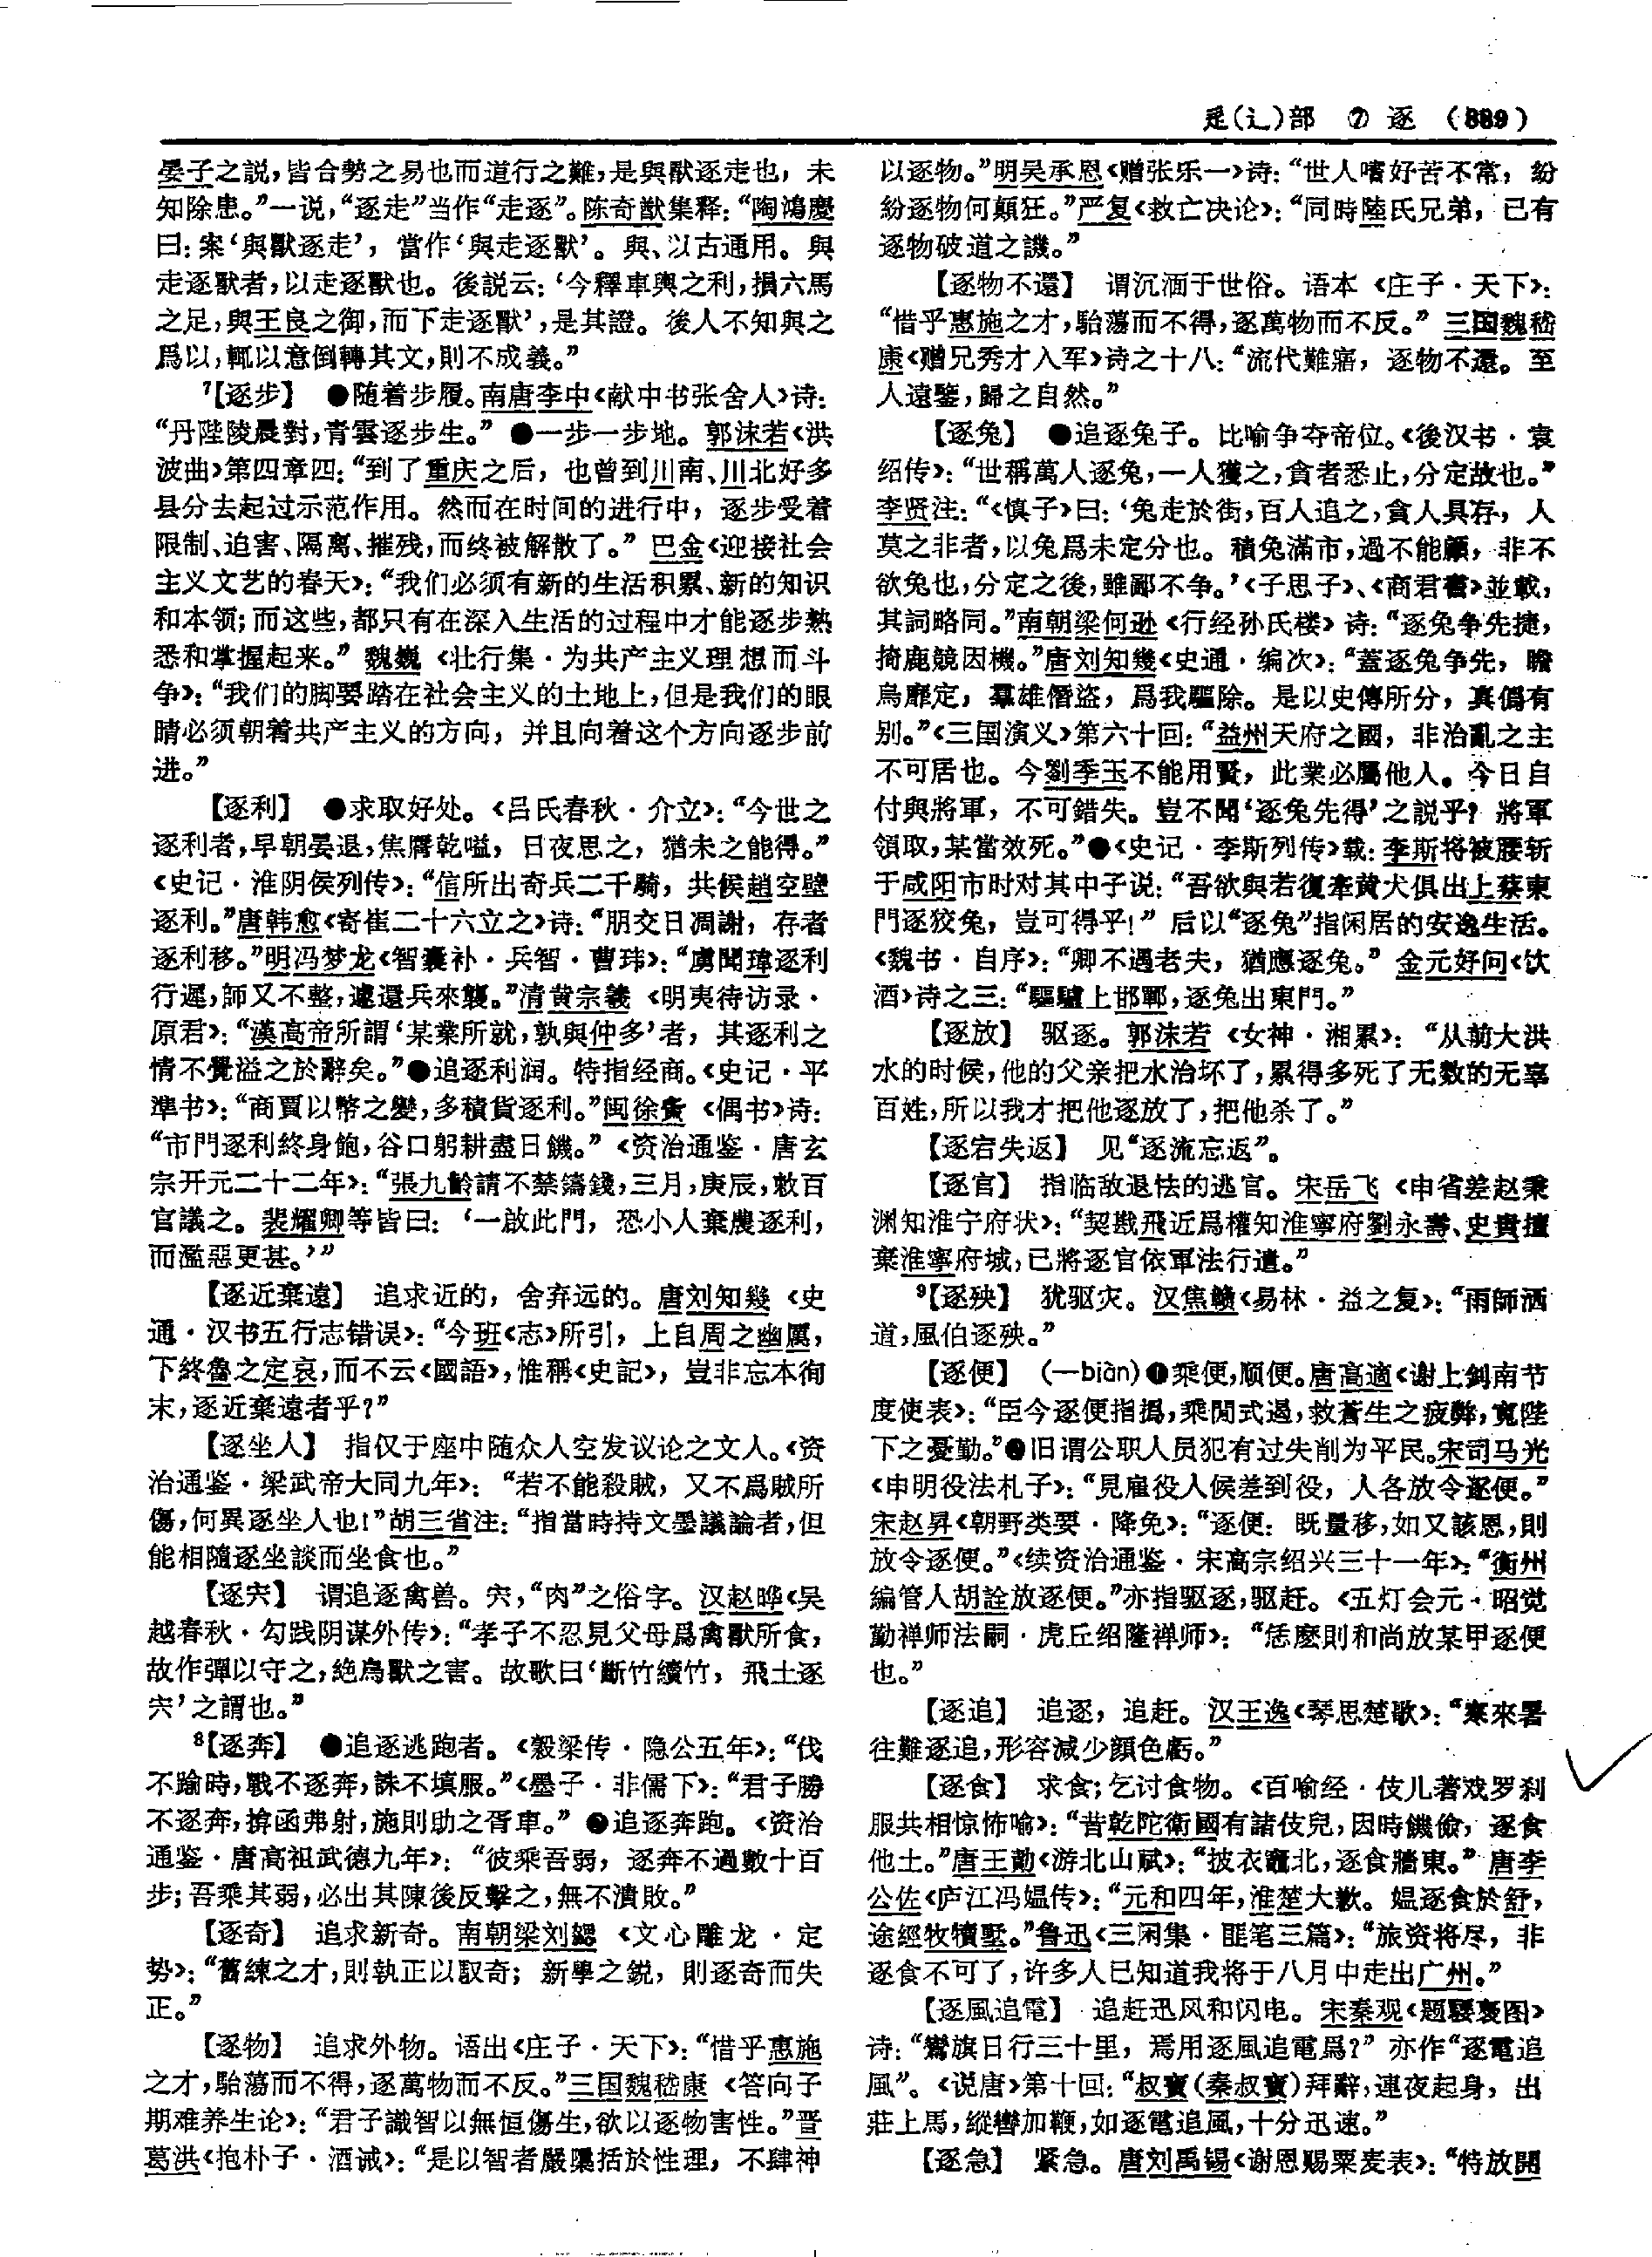 辵(辶)部 ⑦ 逐 (889)
晏子之説,皆合勢之易也而道行之難,是與獸逐走也，未
知除患。”一说,“逐走”当作“走逐”。陈奇猷集释：“陶鴻慶
曰：案‘與獸逐走’，當作‘與走逐獸’。與、以古通用。與
走逐獸者,以走逐獸也。後説云：‘今釋車輿之利,損六馬
之足,與王良之御,而下走逐獸’,是其證。後人不知與之
爲以,輒以意倒轉其文,則不成義。”
7【逐步】 ●随着步履。南唐李中《献中书张舍人》诗：
“丹陛陵晨對,青雲逐步生。” ●一步一步地。郭沫若《洪
波曲》第四章四：“到了重庆之后，也曾到川南、川北好多
县分去起过示范作用。然而在时间的进行中，逐步受着
限制、迫害、隔离、摧残,而终被解散了。” 巴金《迎接社会
主义文艺的春天》：“我们必须有新的生活积累、新的知识
和本领;而这些,都只有在深入生活的过程中才能逐步熟
悉和掌握起来。” 魏巍《壮行集·为共产主义理想而斗
争》：“我们的脚要踏在社会主义的土地上,但是我们的眼
睛必须朝着共产主义的方向，并且向着这个方向逐步前
进。”
【逐利】 ●求取好处。《吕氏春秋·介立》：“今世之
逐利者,早朝晏退,焦脣乾嗌，日夜思之，猶未之能得。”
《史记·淮阴侯列传》：“信所出奇兵二千騎，共候趙空壁
逐利。”唐韩愈《寄崔二十六立之》诗：“朋交日凋謝，存者
逐利移。”明冯梦龙《智囊补·兵智·曹玮》：“虜聞瑋逐利
行遲,師又不整,遽還兵來襲。”清黄宗羲《明夷待访录·
原君》：“漢高帝所謂‘某業所就,孰與仲多’者，其逐利之
情不覺溢之於辭矣。”●追逐利润。特指经商。《史记·平
準书》：“商賈以幣之變,多積貨逐利。”闽徐夤《偶书》诗：
“市門逐利終身飽,谷口躬耕盡日饑。”《资治通鉴·唐玄
宗开元二十二年》：“張九齡請不禁鑄錢,三月,庚辰,敕百
官議之。裴耀卿等皆曰：‘一啟此門，恐小人棄農逐利，
而濫惡更甚。’”
【逐近棄遠】 追求近的，舍弃远的。唐刘知幾《史
通·汉书五行志错误》：“今班《志》所引，上自周之幽厲，
下終魯之定哀,而不云《國語》,惟稱《史記》，豈非忘本徇
末,逐近棄遠者乎？”
【逐坐人】 指仅于座中随众人空发议论之文人。《资
治通鉴·梁武帝大同九年》：“若不能殺賊，又不爲賊所
傷,何異逐坐人也！”胡三省注：“指當時持文墨議論者,但
能相隨逐坐談而坐食也。”
【逐宍】 谓追逐禽兽。宍,“肉”之俗字。汉赵晔《吴
越春秋·勾践阴谋外传》：“孝子不忍見父母爲禽獸所食，
故作彈以守之,絶鳥獸之害。故歌曰‘斷竹續竹，飛土逐
宍’之謂也。”
8【逐奔】 ●追逐逃跑者。《穀梁传·隐公五年》：“伐
不踰時,戰不逐奔,誅不填服。”《墨子·非儒下》：“君子勝
不逐奔,揜函弗射,施則助之胥車。” ❷追逐奔跑。《资治
通鉴·唐高祖武德九年》：“彼乘吾弱，逐奔不過數十百
步;吾乘其弱,必出其陳後反擊之,無不潰敗。”
【逐奇】 追求新奇。南朝梁刘勰《文心雕龙·定
势》：“舊練之才,則執正以馭奇；新學之鋭，則逐奇而失
正。”
【逐物】 追求外物。语出《庄子·天下》：“惜乎惠施
之才,駘蕩而不得,逐萬物而不反。”三国魏嵇康《答向子
期难养生论》：“君子識智以無恒傷生,欲以逐物害性。”晋
葛洪《抱朴子·酒诫》：“是以智者嚴櫽括於性理，不肆神
以逐物。”明吴承恩《赠张乐一》诗：“世人嗜好苦不常，紛
紛逐物何顛狂。”严复《救亡决论》：“同時陸氏兄弟，已有
逐物破道之譏。”
【逐物不還】 谓沉湎于世俗。语本《庄子·天下》：
“惜乎惠施之才,駘蕩而不得,逐萬物而不反。”三国魏嵇
康《赠兄秀才入军》诗之十八：“流代難寤，逐物不還。至
人遠鑒,歸之自然。”
【逐兔】 ●追逐兔子。比喻争夺帝位。《後汉书·袁
绍传》：“世稱萬人逐兔,一人獲之,貪者悉止,分定故也。”
李贤注：“《慎子》曰：‘兔走於街,百人追之,貪人具存，人
莫之非者,以兔爲未定分也。積兔滿市,過不能顧，非不
欲兔也,分定之後,雖鄙不争。’《子思子》、《商君書》並載，
其詞略同。”南朝梁何逊《行经孙氏楼》诗：“逐兔争先捷，
掎鹿競因機。”唐刘知幾《史通·编次》：“蓋逐兔争先，瞻
烏靡定，羣雄僭盗，爲我驅除。是以史傳所分，真僞有
别。”《三国演义》第六十回：“益州天府之國，非治亂之主
不可居也。今劉季玉不能用賢，此業必屬他人。今日自
付與將軍，不可錯失。豈不聞‘逐兔先得’之説乎？將軍
領取,某當效死。”●《史记·李斯列传》载：李斯将被腰斩
于咸阳市时对其中子说：“吾欲與若復牽黄犬俱出上蔡東
門逐狡兔，豈可得乎！” 后以“逐兔”指闲居的安逸生活。
《魏书·自序》：“卿不遇老夫，猶應逐兔。” 金元好问《饮
酒》诗之三：“驅驢上邯鄲,逐兔出東門。”
【逐放】 驱逐。郭沫若《女神·湘累》：“从前大洪
水的时候,他的父亲把水治坏了,累得多死了无数的无辜
百姓,所以我才把他逐放了,把他杀了。”
【逐宕失返】 见“逐流忘返”。
【逐官】 指临敌退怯的逃官。宋岳飞《申省差赵秉
渊知淮宁府状》：“契戡飛近爲權知淮寧府劉永壽、史貴擅
棄淮寧府城,已將逐官依軍法行遣。”
9【逐殃】 犹驱灾。汉焦赣《易林·益之复》：“雨師洒
道,風伯逐殃。”
【逐便】 (—biàn)❶乘便,顺便。唐高適《谢上剑南节
度使表》：“臣今逐便指撝,乘閒式遏,救蒼生之疲弊,寬陛
下之憂勤。”❷旧谓公职人员犯有过失削为平民。宋司马光
《申明役法札子》：“見雇役人候差到役，人各放令逐便。”
宋赵昇《朝野类要·降免》：“逐便：既量移,如又該恩,則
放令逐便。”《续资治通鉴·宋高宗绍兴三十一年》：“衡州
編管人胡詮放逐便。”亦指驱逐,驱赶。《五灯会元·昭觉
勤禅师法嗣·虎丘绍隆禅师》：“恁麽則和尚放某甲逐便
也。”
【逐追】 追逐，追赶。汉王逸《琴思楚歌》：“寒來暑
往難逐追,形容減少顔色虧。”
【逐食】 求食;乞讨食物。《百喻经·伎儿著戏罗刹
服共相惊怖喻》：“昔乾陀衛國有諸伎兒,因時饑儉，逐食
他土。”唐王勃《游北山赋》：“披衣竈北,逐食牆東。” 唐李
公佐《庐江冯媪传》：“元和四年,淮楚大歉。媪逐食於舒，
途經牧犢墅。”鲁迅《三闲集·匪笔三篇》：“旅资将尽，非
逐食不可了,许多人已知道我将于八月中走出广州。”
【逐風追電】 追赶迅风和闪电。宋秦观《题騕褭图》
诗：“鸞旗日行三十里，焉用逐風追電爲？” 亦作“逐電追
風”。《说唐》第十回：“叔寶(秦叔寶)拜辭,連夜起身，出
莊上馬,縱轡加鞭,如逐電追風,十分迅速。”
【逐急】 紧急。唐刘禹锡《谢恩赐粟麦表》：“特放開